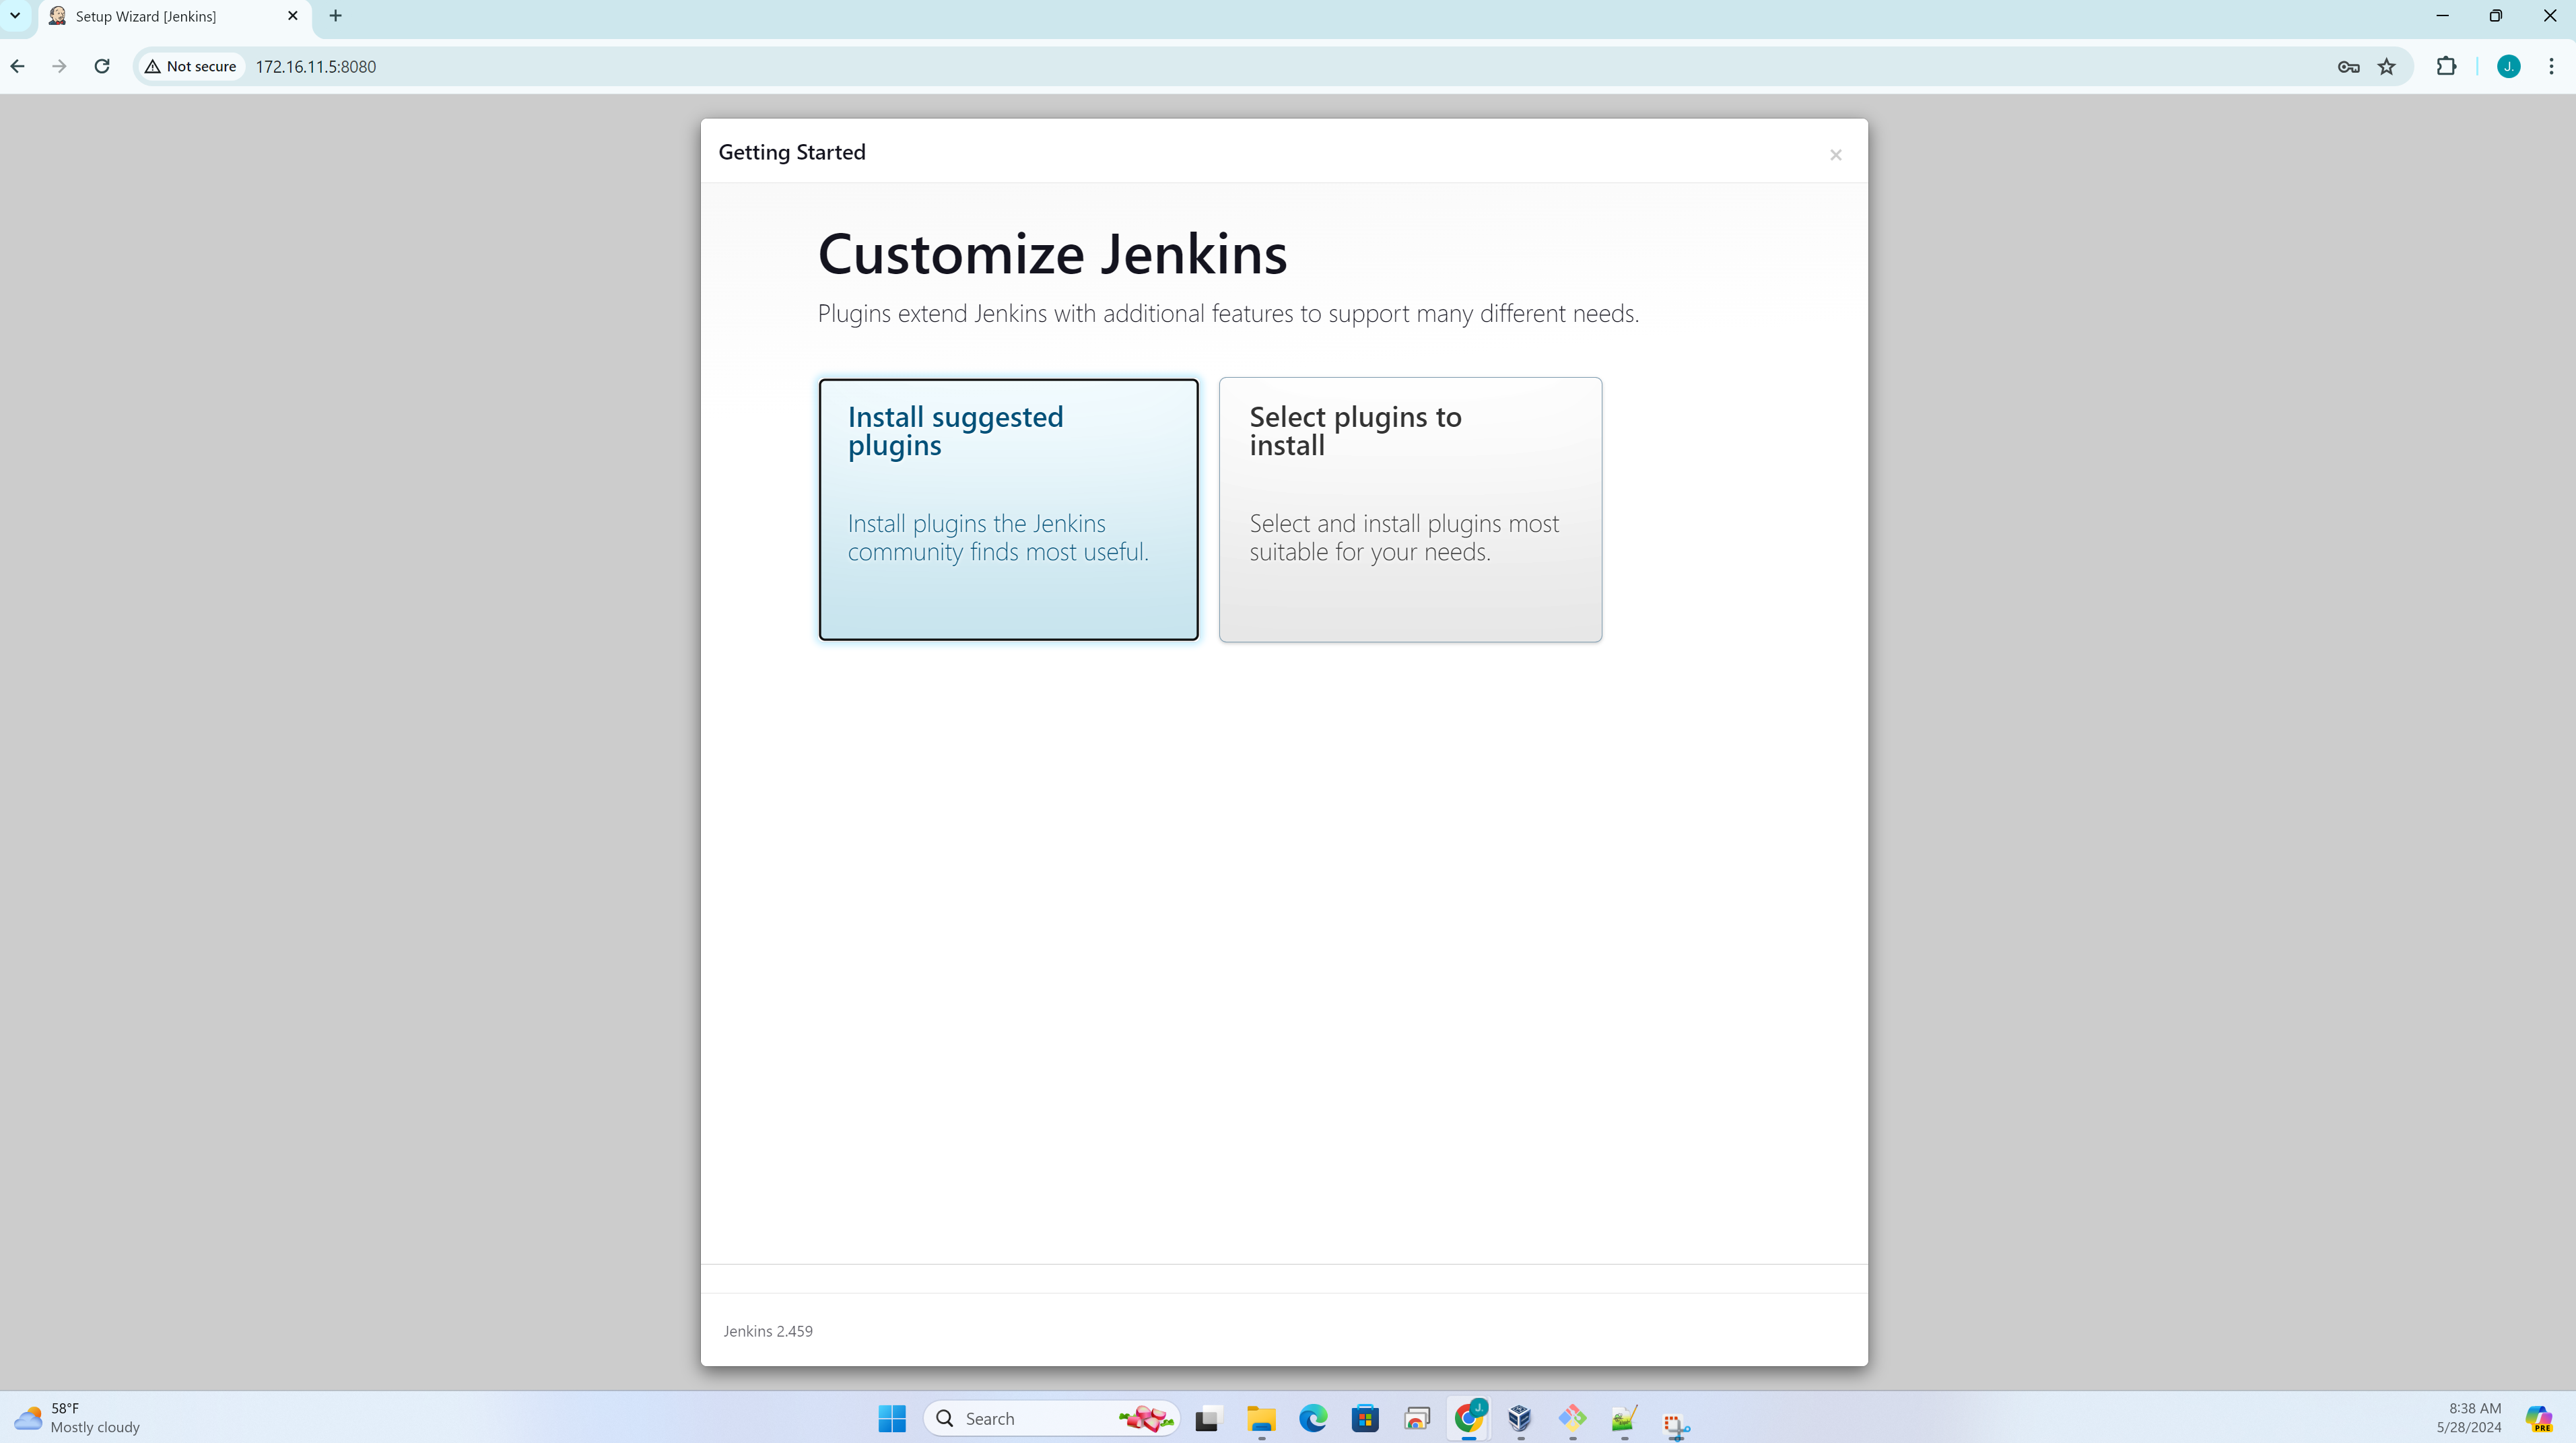 Setup Wizard [Jenkins]
Not secure
172.16.11.5:8080
J.
Getting Started
Customize Jenkins
Plugins extend Jenkins with additional features to support many different needs.
Install suggested
plugins
Install plugins the Jenkins
community finds most useful.
Select plugins to
install
Select and install plugins most
suitable for your needs.
Jenkins 2.459
58°F
Mostly cloudy
Search
J.
8:38 AM
5/28/2024
PRE